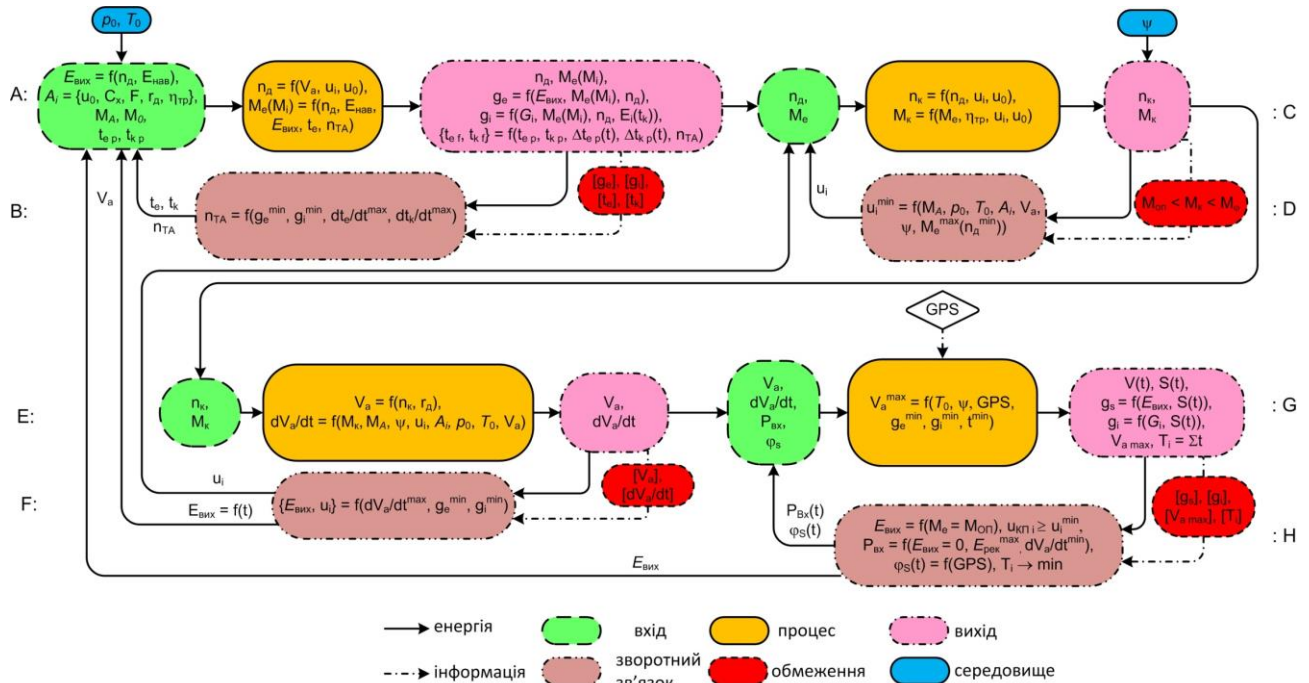 p₀, T₀
ψ
A:
Eвих = f(nд, Eнав),
Aᵢ = {u₀, Cₓ, F, rд, ηтр},
M_A, M₀,
tₑ ₚ, tₖ ₚ
nд = f(Vₐ, uᵢ, u₀),
Mₑ(Mᵢ) = f(nд, Eнав,
Eвих, tₑ, nТА)
nд, Mₑ(Mᵢ)
gₑ = f(Eвих, Mₑ(Mᵢ), nд),
gᵢ = f(Gᵢ, Mₑ(Mᵢ), nд, Eᵢ(tₖ)),
{tₑ f, tₖ f} = f(tₑ ₚ, tₖ ₚ, Δtₑ ₚ(t), Δtₖ ₚ(t), nТА)
nд,
Mₑ
nк = f(nд, uᵢ, u₀),
Mк = f(Mₑ, ηтр, uᵢ, u₀)
nк,
Mк
: C
Vₐ
B:
tₑ, tₖ
nТА
nТА = f(gₑᵐⁱⁿ, gᵢᵐⁱⁿ, dtₑ/dtᵐᵃˣ, dtₖ/dtᵐᵃˣ)
[gₑ], [gᵢ],
[tₑ], [tₖ]
uᵢ
uᵢᵐⁱⁿ = f(M_A, p₀, T₀, Aᵢ, Vₐ,
ψ, Mₑᵐᵃˣ(nдᵐⁱⁿ))
Mоп < Mк < Mₑ
: D
GPS
E:
nк,
Mк
Vₐ = f(nк, rд),
dVₐ/dt = f(Mк, M_A, ψ, uᵢ, Aᵢ, p₀, T₀, Vₐ)
Vₐ,
dVₐ/dt
Vₐ,
dVₐ/dt,
Pвх,
φₛ
Vₐᵐᵃˣ = f(T₀, ψ, GPS,
gₑᵐⁱⁿ, gᵢᵐⁱⁿ, tᵐⁱⁿ)
V(t), S(t),
gₛ = f(Eвих, S(t)),
gᵢ = f(Gᵢ, S(t)),
Vₐ ₘₐₓ, Tᵢ = Σt
: G
F:
uᵢ
Eвих = f(t)
{Eвих, uᵢ} = f(dVₐ/dtᵐᵃˣ, gₑᵐⁱⁿ, gᵢᵐⁱⁿ)
[Vₐ],
[dVₐ/dt]
PВх(t)
φS(t)
Eвих = f(Mₑ = MОП), uКП ᵢ ≥ uᵢᵐⁱⁿ,
Pвх = f(Eвих = 0, Eрекᵐᵃˣ, dVₐ/dtᵐⁱⁿ),
φS(t) = f(GPS), Tᵢ → min
[gₛ], [gᵢ],
[Vₐ ₘₐₓ], [Tᵢ]
: H
Eвих
енергія
вхід
процес
вихід
інформація
зворотний
зв'язок
обмеження
середовище